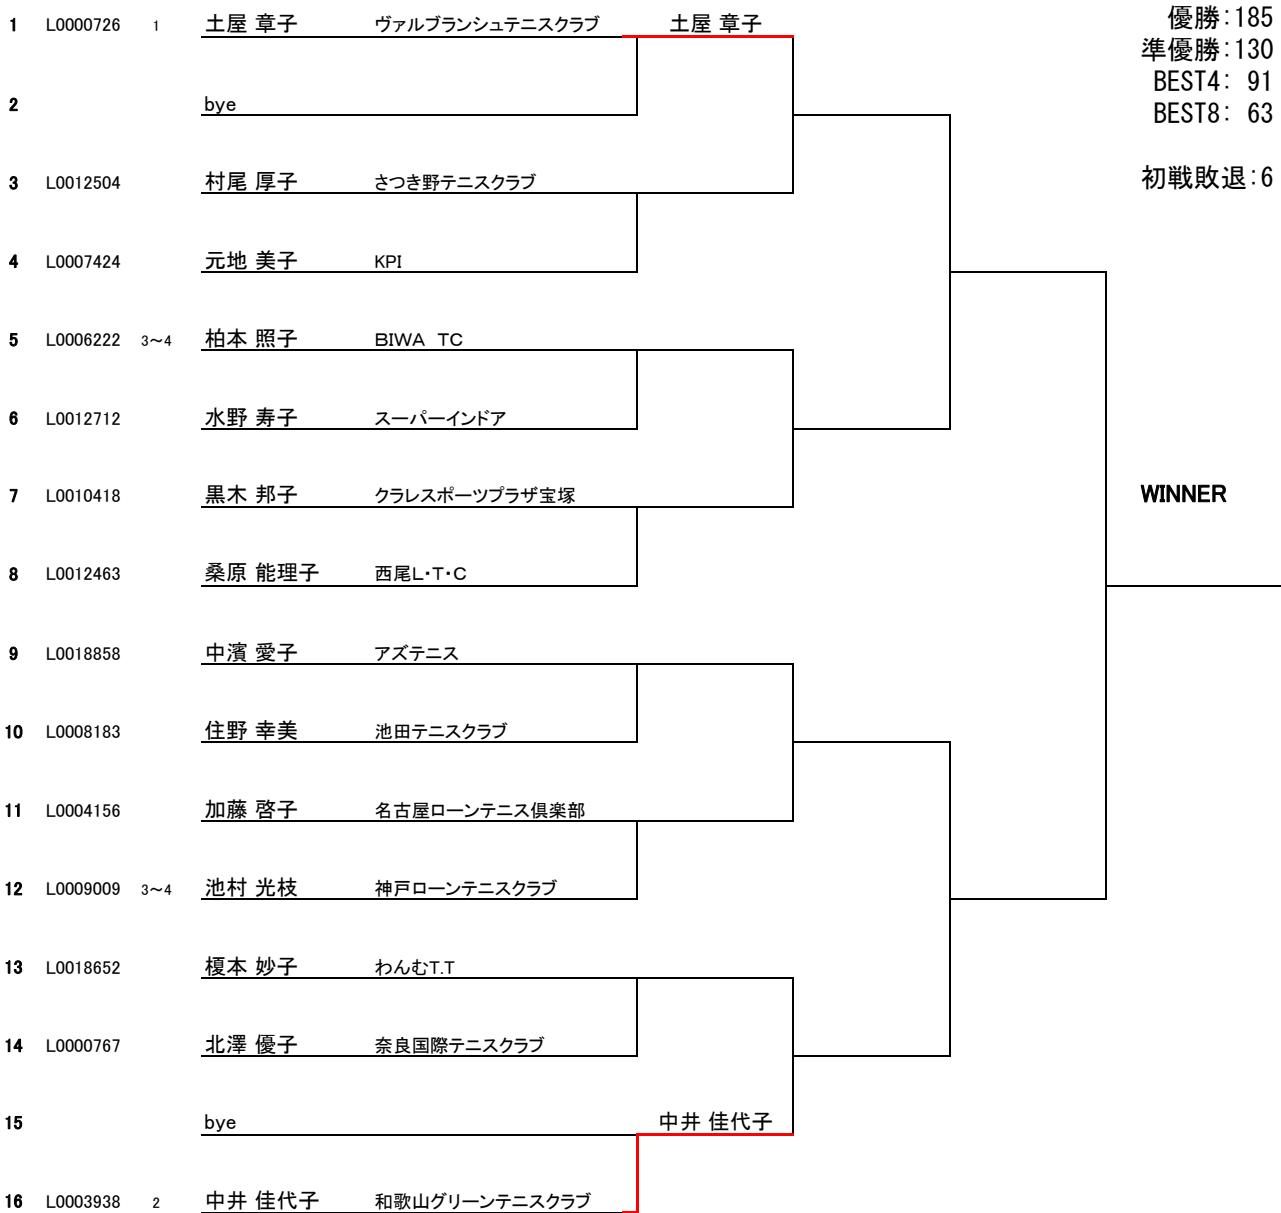 1 L0000726 1 土屋 章子 ヴァルブランシュテニスクラブ 土屋 章子 優勝:185
準優勝:130
BEST4: 91
2 bye BEST8: 63
3 L0012504 村尾 厚子 さつき野テニスクラブ 初戦敗退:6
4 L0007424 元地 美子 KPI
5 L0006222 3~4 柏本 照子 BIWA TC
6 L0012712 水野 寿子 スーパーインドア
7 L0010418 黒木 邦子 クラレスポーツプラザ宝塚 WINNER
8 L0012463 桑原 能理子 西尾L・T・C
9 L0018858 中濱 愛子 アズテニス
10 L0008183 住野 幸美 池田テニスクラブ
11 L0004156 加藤 啓子 名古屋ローンテニス倶楽部
12 L0009009 3~4 池村 光枝 神戸ローンテニスクラブ
13 L0018652 榎本 妙子 わんむT.T
14 L0000767 北澤 優子 奈良国際テニスクラブ
15 bye 中井 佳代子
16 L0003938 2 中井 佳代子 和歌山グリーンテニスクラブ